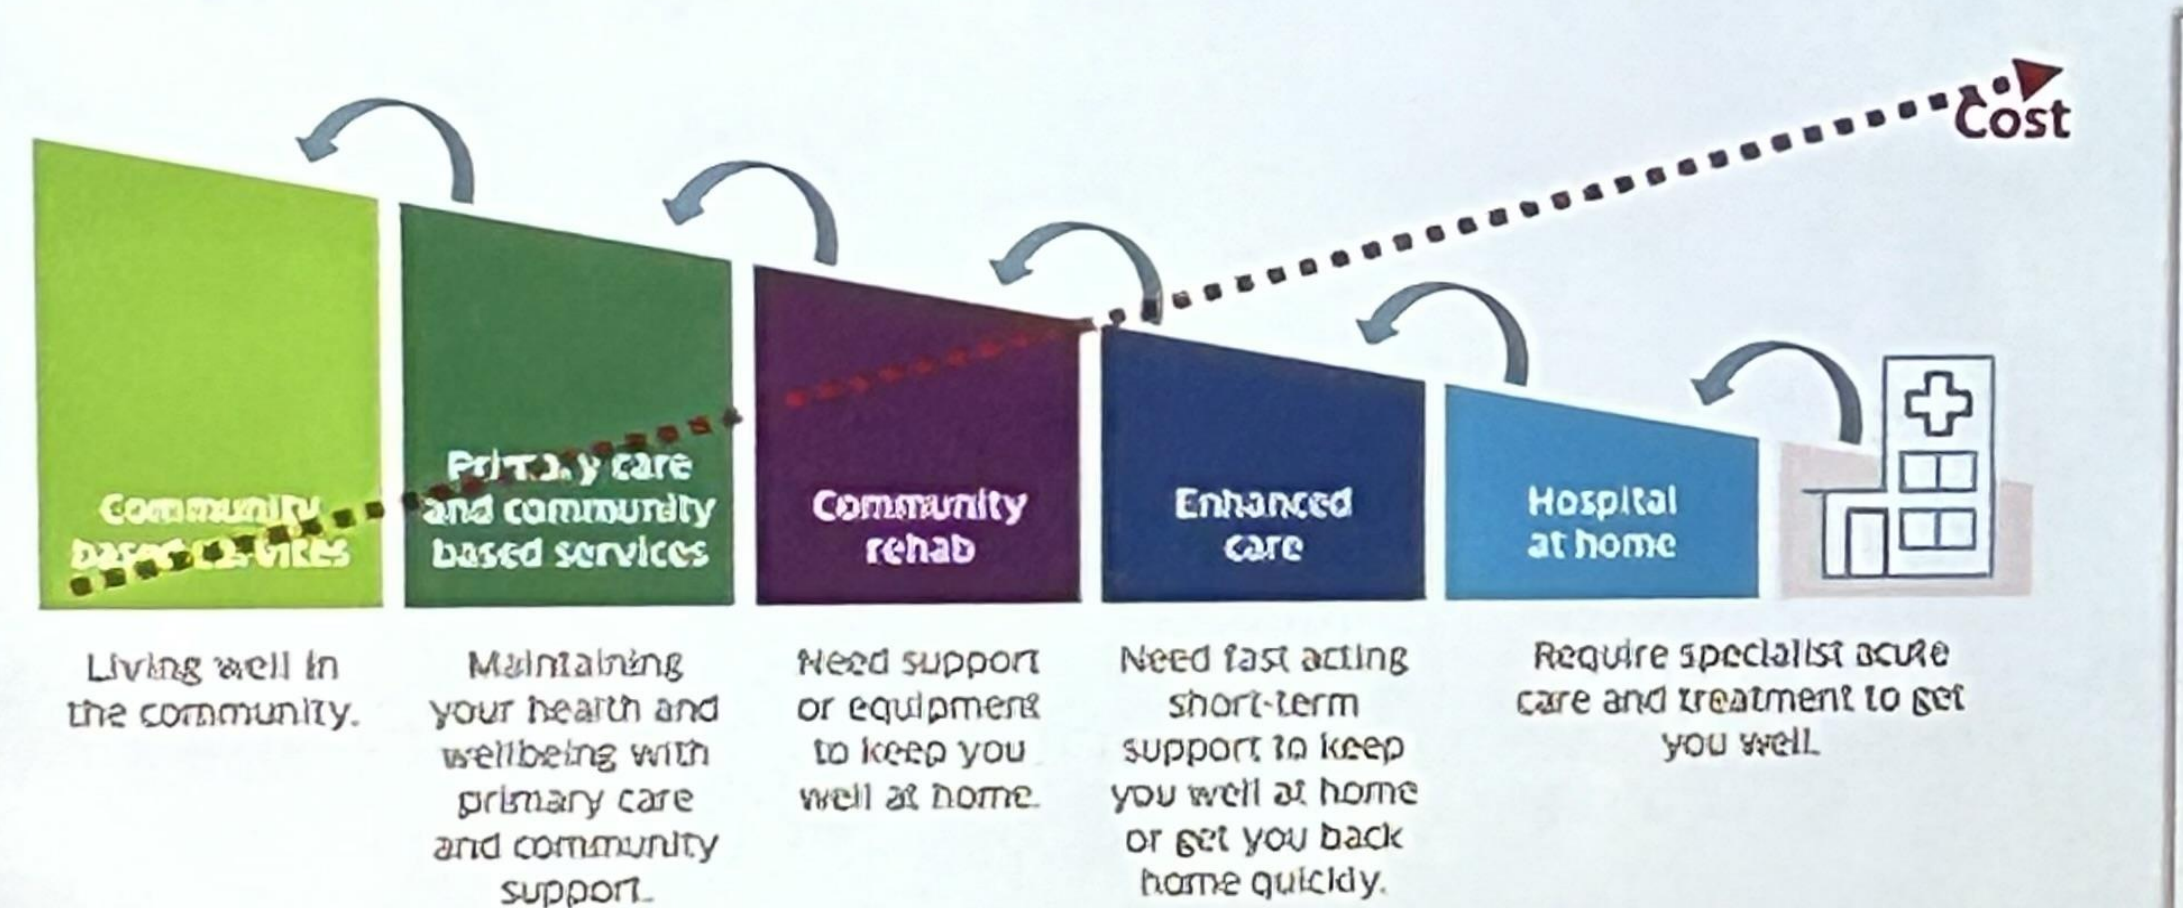 Cost
Community
based services
Primary care
and community
based services
Community
rehab
Enhanced
care
Hospital
at home
Living well in
the community.
Maintaining
your health and
wellbeing with
primary care
and community
support.
Need support
or equipment
to keep you
well at home.
Need fast acting
short-term
support to keep
you well at home
or get you back
home quickly.
Require specialist acute
care and treatment to get
you well.